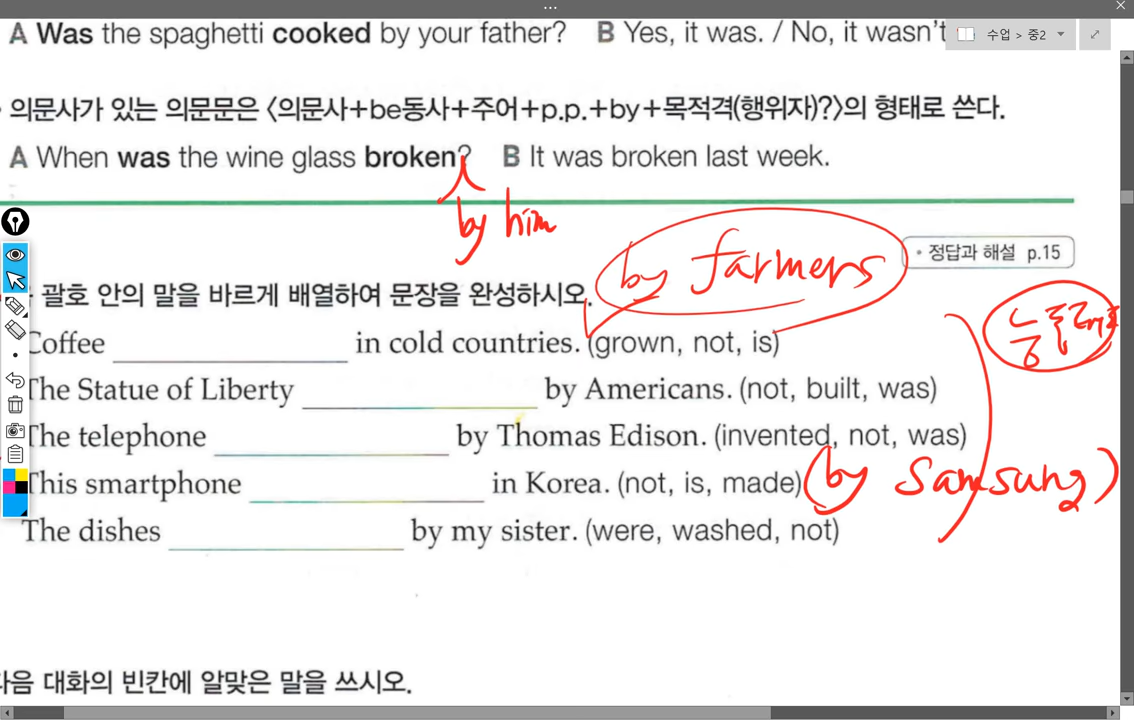 A Was the spaghetti cooked by your father? B Yes, it was. / No, it wasn't
수업 > 중2
의문사가 있는 의문문은 〈의문사+be동사+주어+p.p.+by+목적격(행위자)?〉의 형태로 쓴다.
A When was the wine glass broken? B It was broken last week.
by him
by farmers
• 정답과 해설 p.15
괄호 안의 말을 바르게 배열하여 문장을 완성하시오.
Coffee in cold countries. (grown, not, is)
The Statue of Liberty by Americans. (not, built, was)
The telephone by Thomas Edison. (invented, not, was)
This smartphone in Korea. (not, is, made) (by Samsung)
The dishes by my sister. (were, washed, not)
다음 대화의 빈칸에 알맞은 말을 쓰시오.